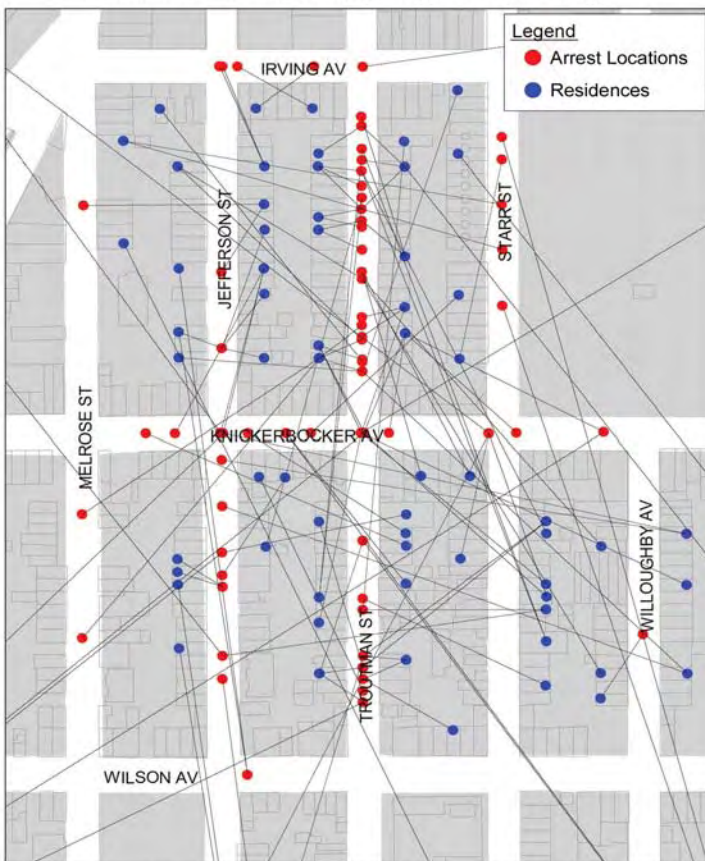 Legend
Arrest Locations
Residences
IRVING AV
JEFFERSON ST
STARR ST
MELROSE ST
KNICKERBOCKER AV
WILLOUGHBY AV
TROUTMAN ST
WILSON AV